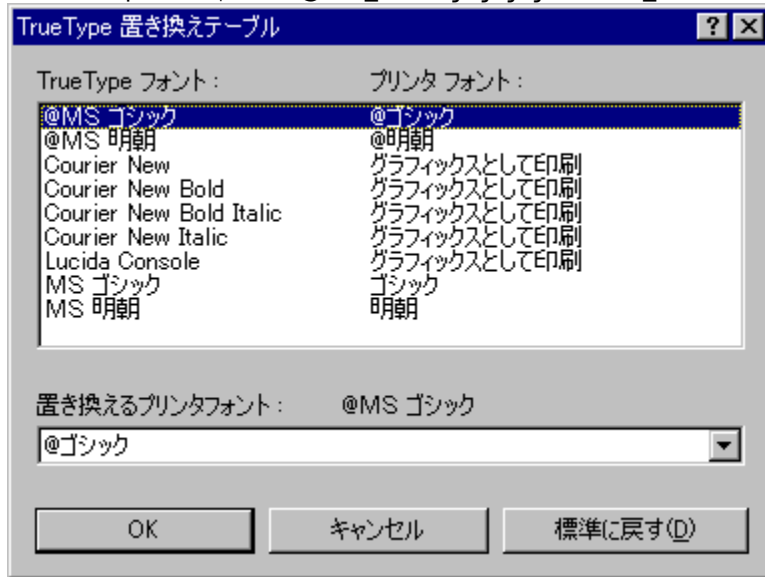 TrueType 置き換えテーブル
TrueType フォント： プリンタ フォント：
@MS ゴシック @ゴシック
@MS 明朝 @明朝
Courier New グラフィックスとして印刷
Courier New Bold グラフィックスとして印刷
Courier New Bold Italic グラフィックスとして印刷
Courier New Italic グラフィックスとして印刷
Lucida Console グラフィックスとして印刷
MS ゴシック ゴシック
MS 明朝 明朝
置き換えるプリンタフォント： @MS ゴシック
@ゴシック
OK キャンセル 標準に戻す(D)